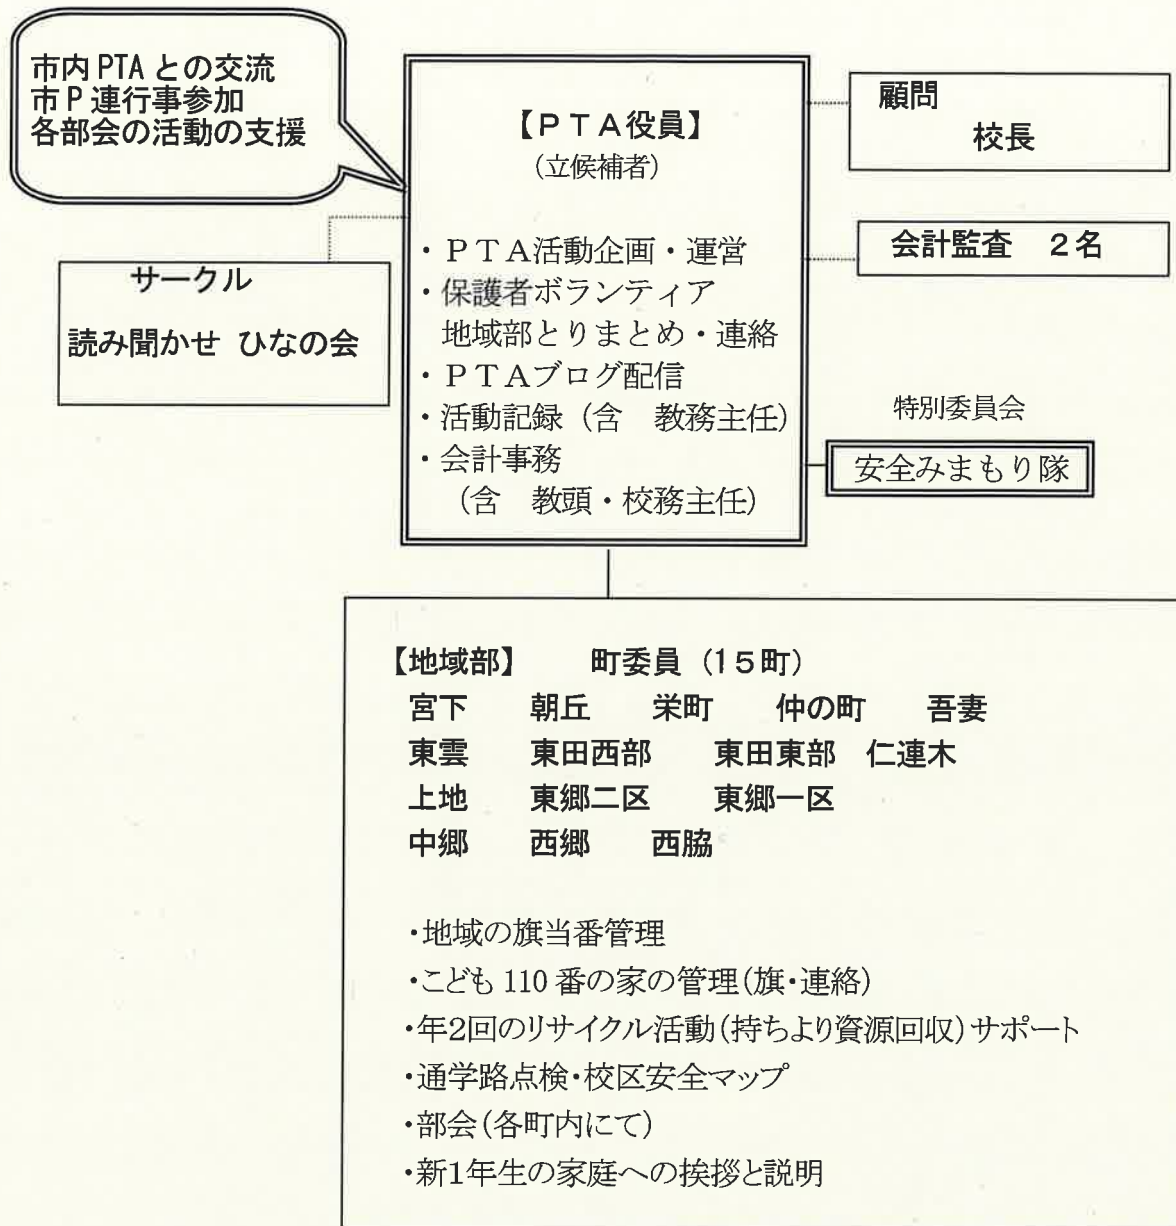 市内 PTA との交流
市 P 連行事参加
各部会の活動の支援
【ＰＴＡ役員】
（立候補者）
・ＰＴＡ活動企画・運営
・保護者ボランティア
地域部とりまとめ・連絡
・ＰＴＡブログ配信
・活動記録（含　教務主任）
・会計事務
（含　教頭・校務主任）
顧問
校長
会計監査　２名
サークル
読み聞かせ ひなの会
特別委員会
安全みまもり隊
【地域部】　　町委員（1５町）
宮下　　朝丘　　栄町　　仲の町　　吾妻
東雲　　東田西部　　東田東部　仁連木
上地　　東郷二区　　東郷一区
中郷　　西郷　　西脇
・地域の旗当番管理
・こども 110 番の家の管理（旗・連絡）
・年２回のリサイクル活動（持ちより資源回収）サポート
・通学路点検・校区安全マップ
・部会（各町内にて）
・新１年生の家庭への挨拶と説明